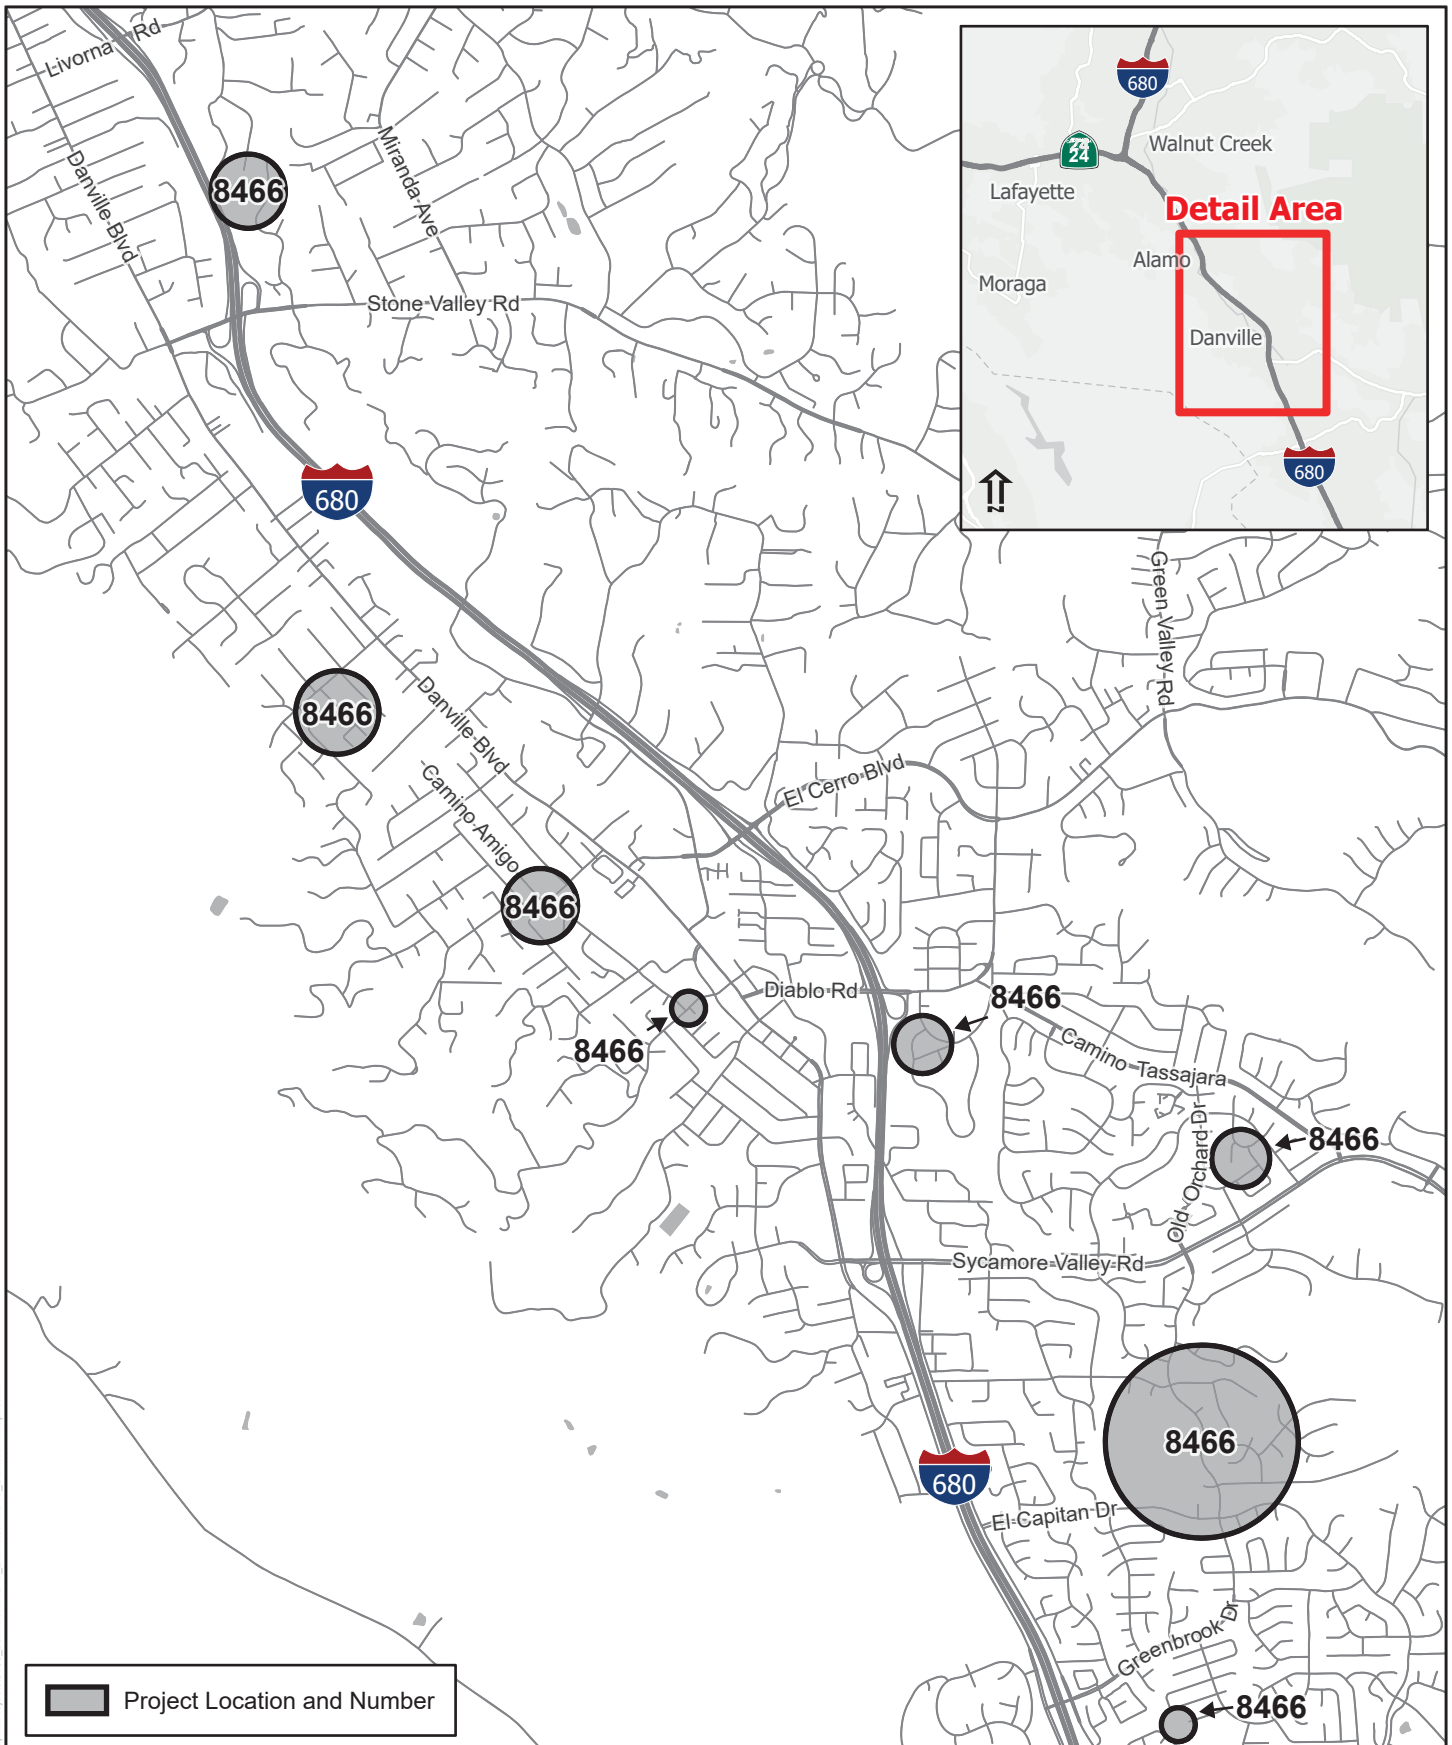 Livorna Rd
680
Walnut Creek
24
24
Lafayette
Detail Area
Danville Blvd
Miranda Ave
8466
Alamo
Moraga
Stone Valley Rd
Danville
680
N
680
Green Valley Rd
8466
Danville Blvd
Camino Amigo
El Cerro Blvd
8466
Diablo Rd
8466
8466
Camino Tassajara
8466
Old Orchard Dr
Sycamore Valley Rd
8466
680
El Capitan Dr
Greenbrook Dr
Project Location and Number
8466